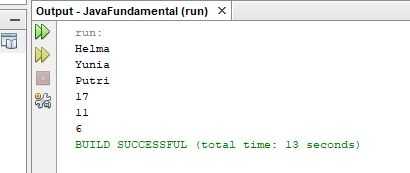 Output - JavaFundamental (run) ×
run:
Helma
Yunia
Putri
17
11
6
BUILD SUCCESSFUL (total time: 13 seconds)